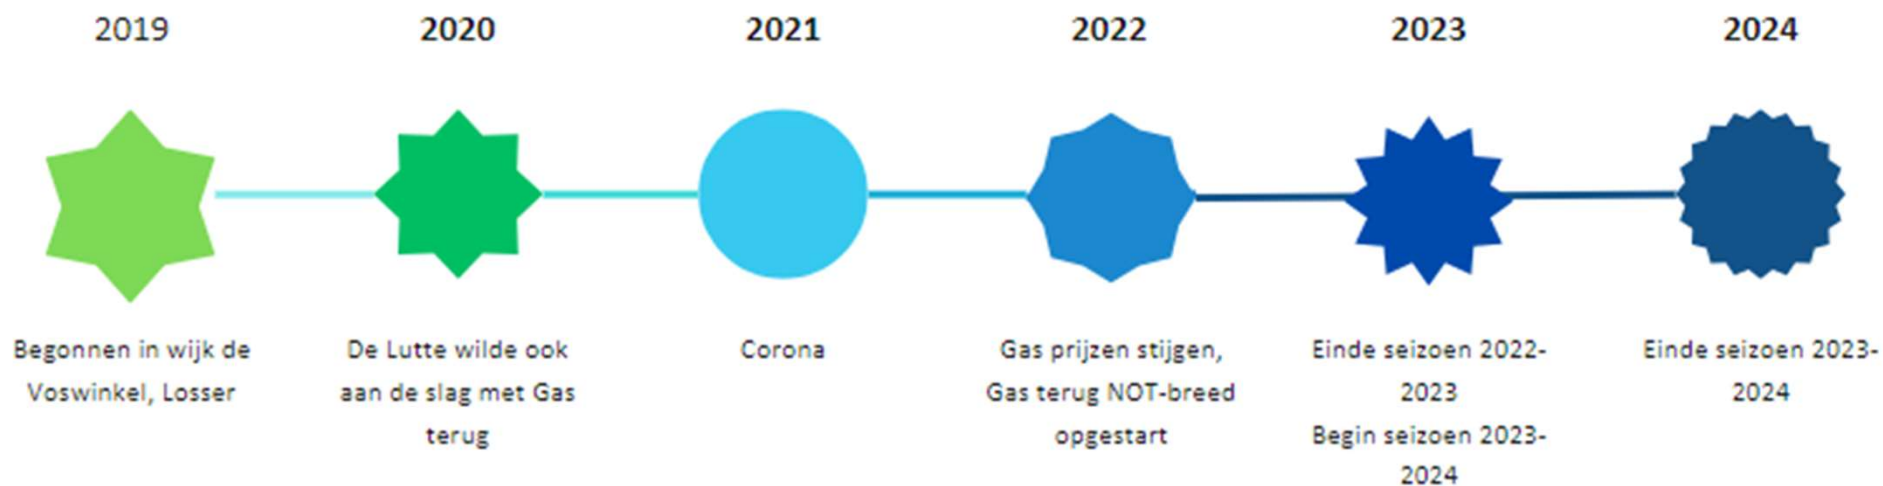 2019
2020
2021
2022
2023
2024
Begonnen in wijk de
Voswinkel, Losser
De Lutte wilde ook
aan de slag met Gas
terug
Corona
Gas prijzen stijgen,
Gas terug NOT-breed
opgestart
Einde seizoen 2022-
2023
Begin seizoen 2023-
2024
Einde seizoen 2023-
2024